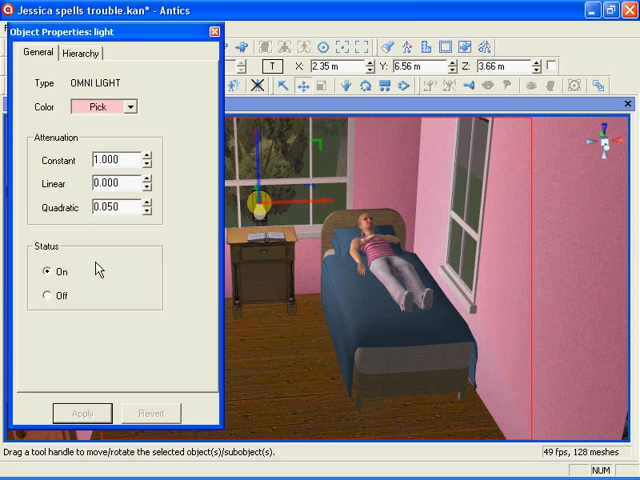 Jessica spells trouble.kan* - Antics
Object Properties: light
General
Hierarchy
T
X:
2.35 m
Y:
6.56 m
Z:
3.66 m
Type
OMNI LIGHT
Color
Pick
Attenuation
Constant
1.000
Linear
0.000
Quadratic
0.050
Status
On
Off
Apply
Revert
Drag a tool handle to move/rotate the selected object(s)/subobject(s).
49 fps, 128 meshes
NUM